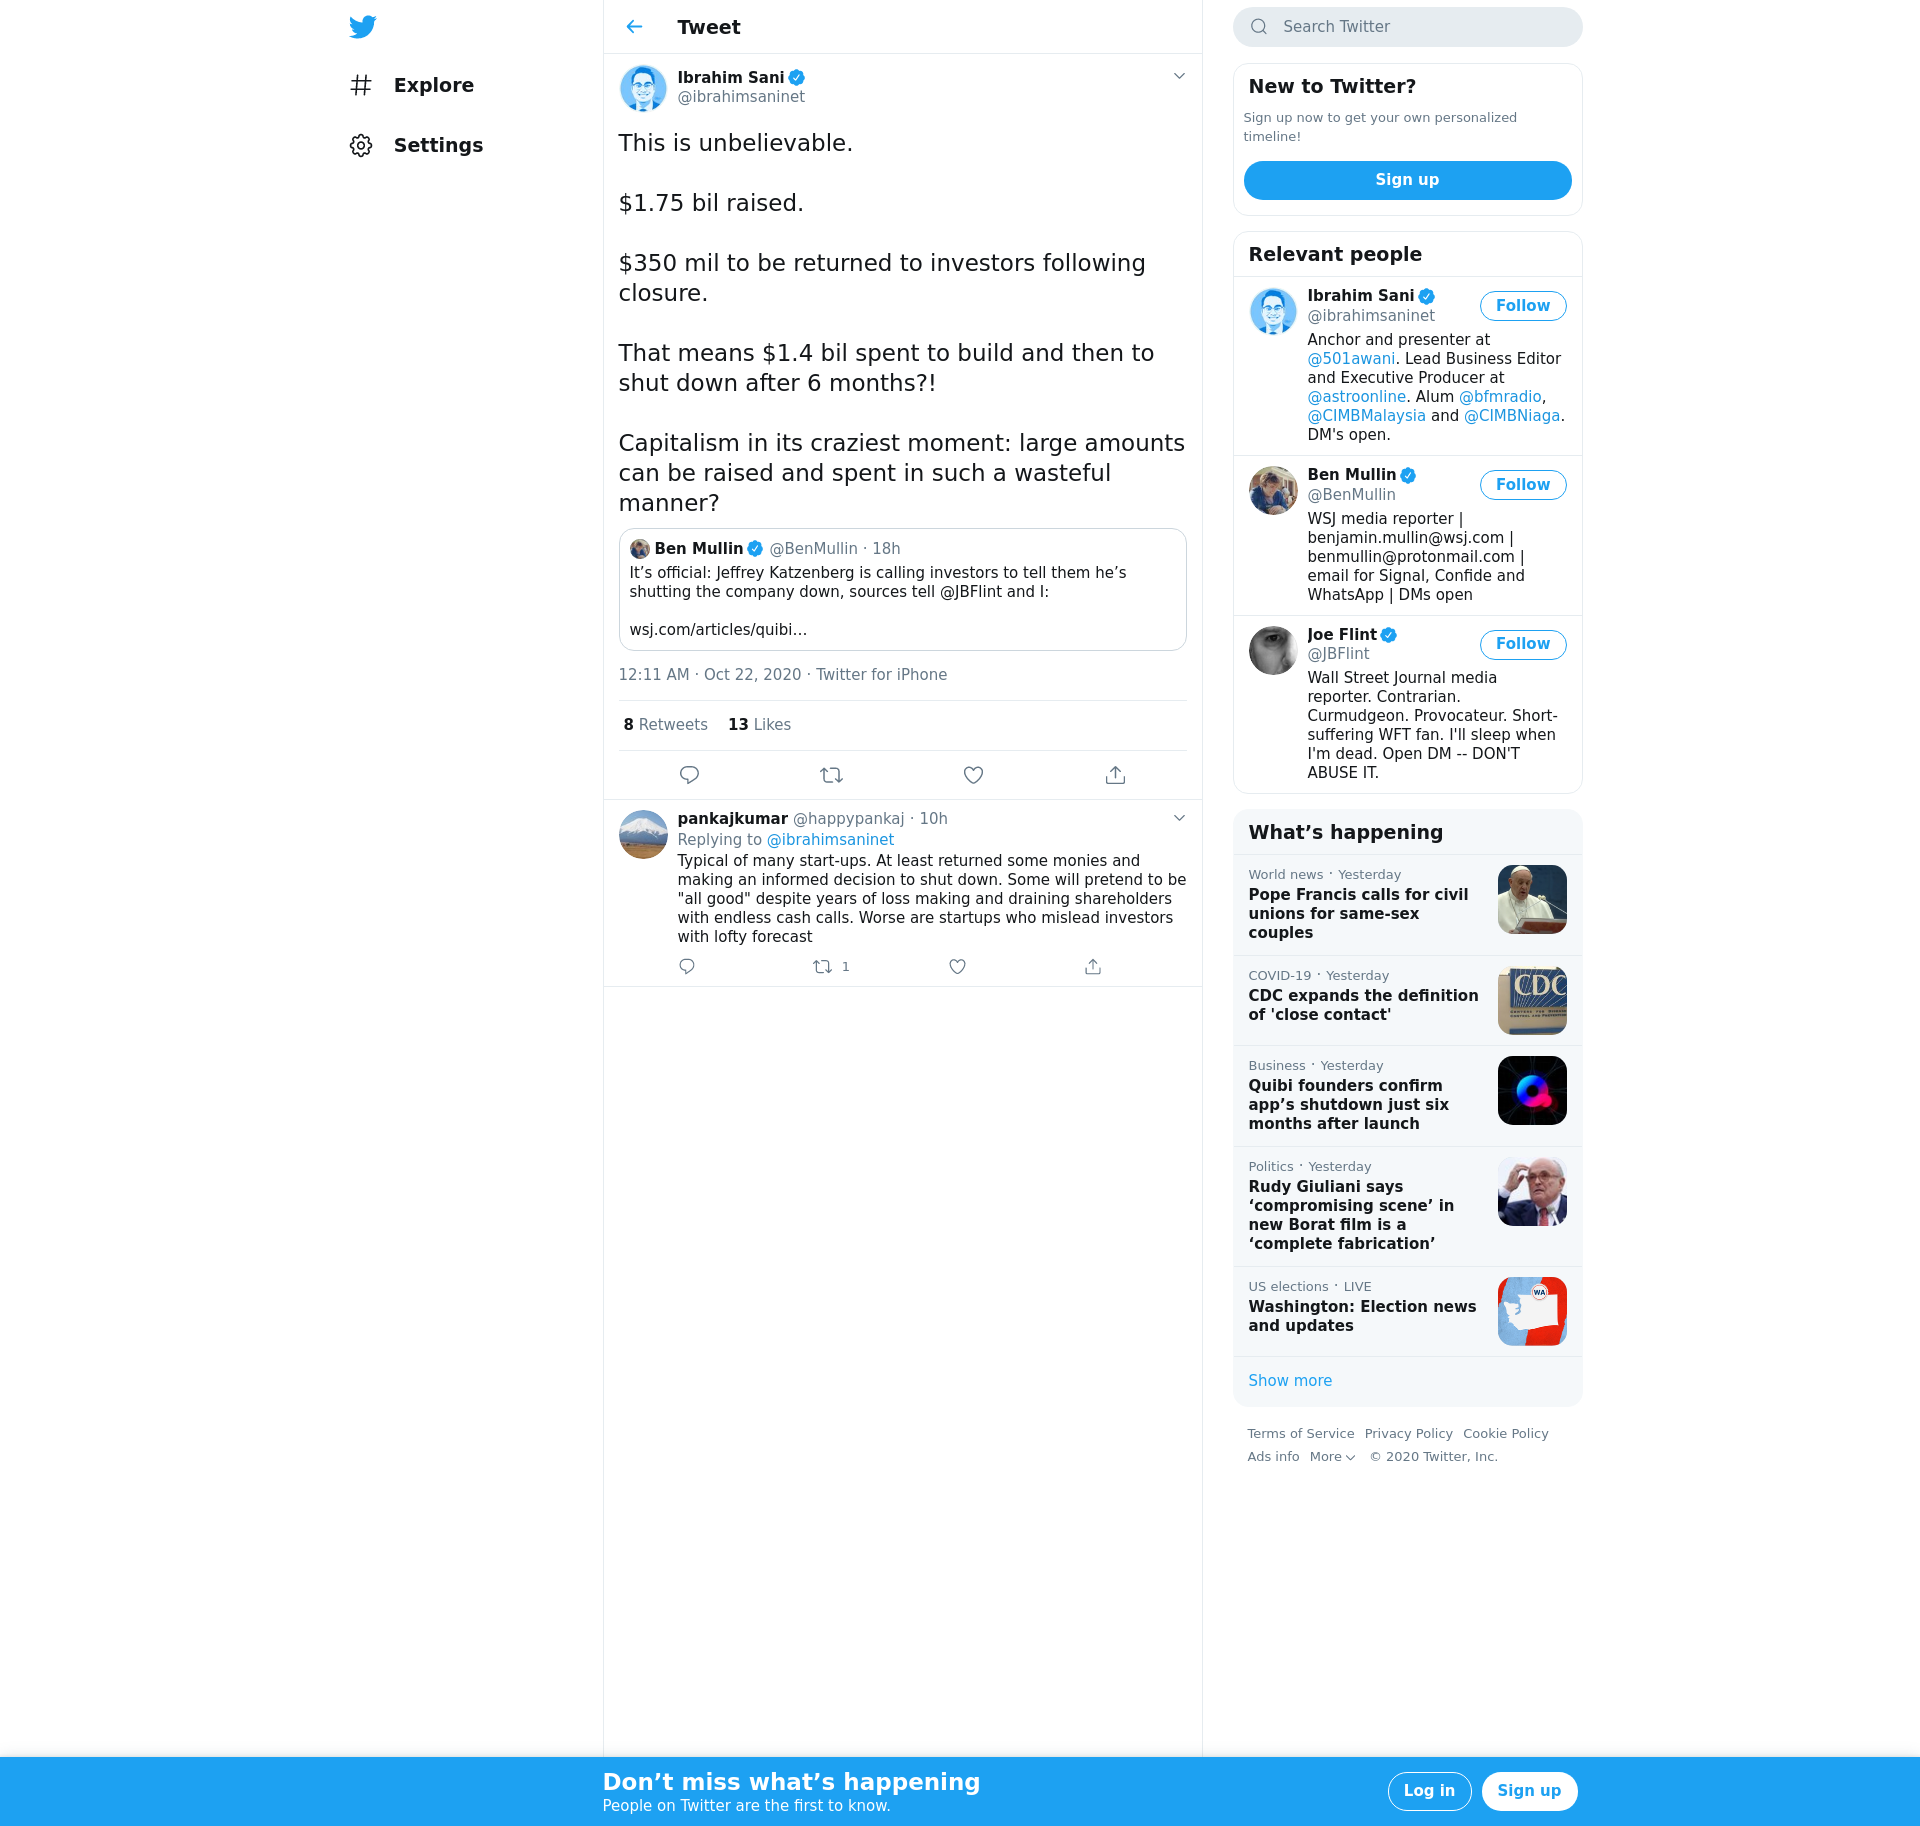 Explore
Settings
Tweet
Ibrahim Sani
@ibrahimsaninet
This is unbelievable.
$1.75 bil raised.
$350 mil to be returned to investors following
closure.
That means $1.4 bil spent to build and then to
shut down after 6 months?!
Capitalism in its craziest moment: large amounts
can be raised and spent in such a wasteful
manner?
Ben Mullin @BenMullin · 18h
It’s official: Jeffrey Katzenberg is calling investors to tell them he’s
shutting the company down, sources tell @JBFlint and I:
wsj.com/articles/quibi…
12:11 AM · Oct 22, 2020 · Twitter for iPhone
8 Retweets 13 Likes
pankajkumar @happypankaj · 10h
Replying to @ibrahimsaninet
Typical of many start-ups. At least returned some monies and
making an informed decision to shut down. Some will pretend to be
"all good" despite years of loss making and draining shareholders
with endless cash calls. Worse are startups who mislead investors
with lofty forecast
1
Search Twitter
New to Twitter?
Sign up now to get your own personalized
timeline!
Sign up
Relevant people
Ibrahim Sani
@ibrahimsaninet
Follow
Anchor and presenter at
@501awani. Lead Business Editor
and Executive Producer at
@astroonline. Alum @bfmradio,
@CIMBMalaysia and @CIMBNiaga.
DM's open.
Ben Mullin
@BenMullin
Follow
WSJ media reporter |
benjamin.mullin@wsj.com |
benmullin@protonmail.com |
email for Signal, Confide and
WhatsApp | DMs open
Joe Flint
@JBFlint
Follow
Wall Street Journal media
reporter. Contrarian.
Curmudgeon. Provocateur. Short-
suffering WFT fan. I'll sleep when
I'm dead. Open DM -- DON'T
ABUSE IT.
What’s happening
World news · Yesterday
Pope Francis calls for civil
unions for same-sex
couples
COVID-19 · Yesterday
CDC expands the definition
of 'close contact'
CDC
Business · Yesterday
Quibi founders confirm
app’s shutdown just six
months after launch
Politics · Yesterday
Rudy Giuliani says
‘compromising scene’ in
new Borat film is a
‘complete fabrication’
US elections · LIVE
Washington: Election news
and updates
WA
Show more
Terms of Service Privacy Policy Cookie Policy
Ads info More © 2020 Twitter, Inc.
Don’t miss what’s happening
People on Twitter are the first to know.
Log in
Sign up